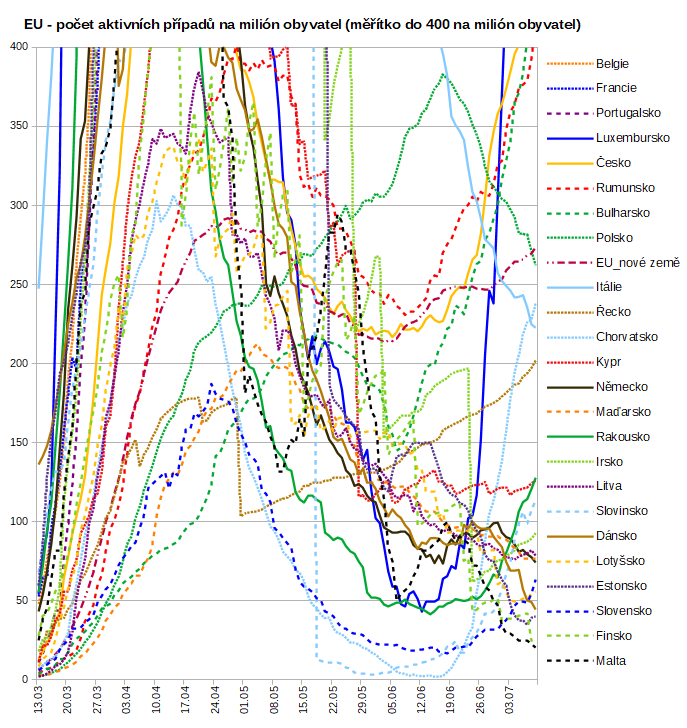 EU - počet aktivních případů na milión obyvatel (měřítko do 400 na milión obyvatel)
400
350
300
250
200
150
100
50
0
13.03
20.03
27.03
03.04
10.04
17.04
24.04
01.05
08.05
15.05
22.05
29.05
05.06
12.06
19.06
26.06
03.07
Belgie
Francie
Portugalsko
Luxembursko
Česko
Rumunsko
Bulharsko
Polsko
EU_nové země
Itálie
Řecko
Chorvatsko
Kypr
Německo
Maďarsko
Rakousko
Irsko
Litva
Slovinsko
Dánsko
Lotyšsko
Estonsko
Slovensko
Finsko
Malta